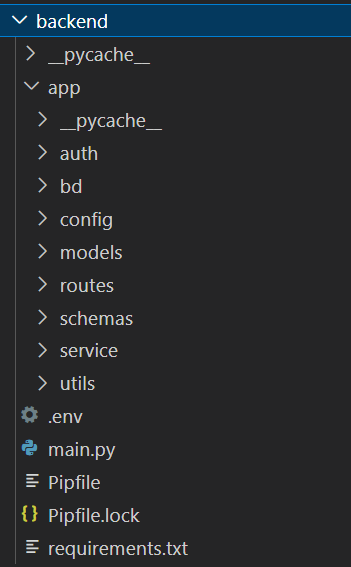 backend
__pycache__
app
__pycache__
auth
bd
config
models
routes
schemas
service
utils
.env
main.py
Pipfile
Pipfile.lock
requirements.txt